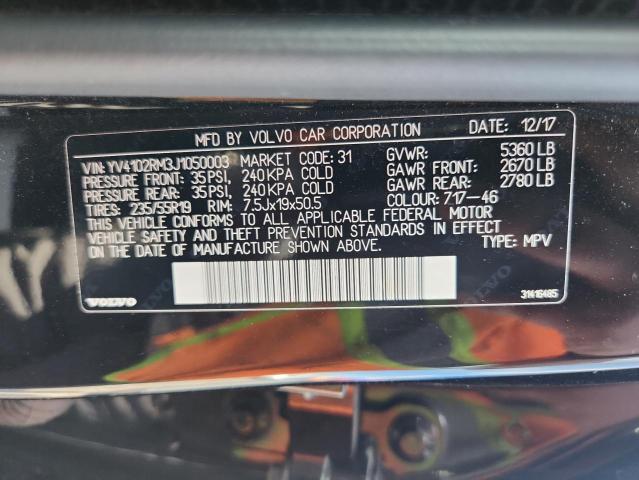 MFD BY VOLVO CAR CORPORATION DATE: 12/17
VIN: YV4102RM3J1050003 MARKET CODE: 31 GVWR: 5360 LB
PRESSURE FRONT: 35 PSI, 240 KPA COLD GAWR FRONT: 2670 LB
PRESSURE REAR: 35 PSI, 240 KPA COLD GAWR REAR: 2780 LB
TIRES: 235/55R19 RIM: 7.5Jx19x50.5 COLOUR: 717-46
THIS VEHICLE CONFORMS TO ALL APPLICABLE FEDERAL MOTOR
VEHICLE SAFETY AND THEFT PREVENTION STANDARDS IN EFFECT
ON THE DATE OF MANUFACTURE SHOWN ABOVE. TYPE: MPV
VOLVO 31416485